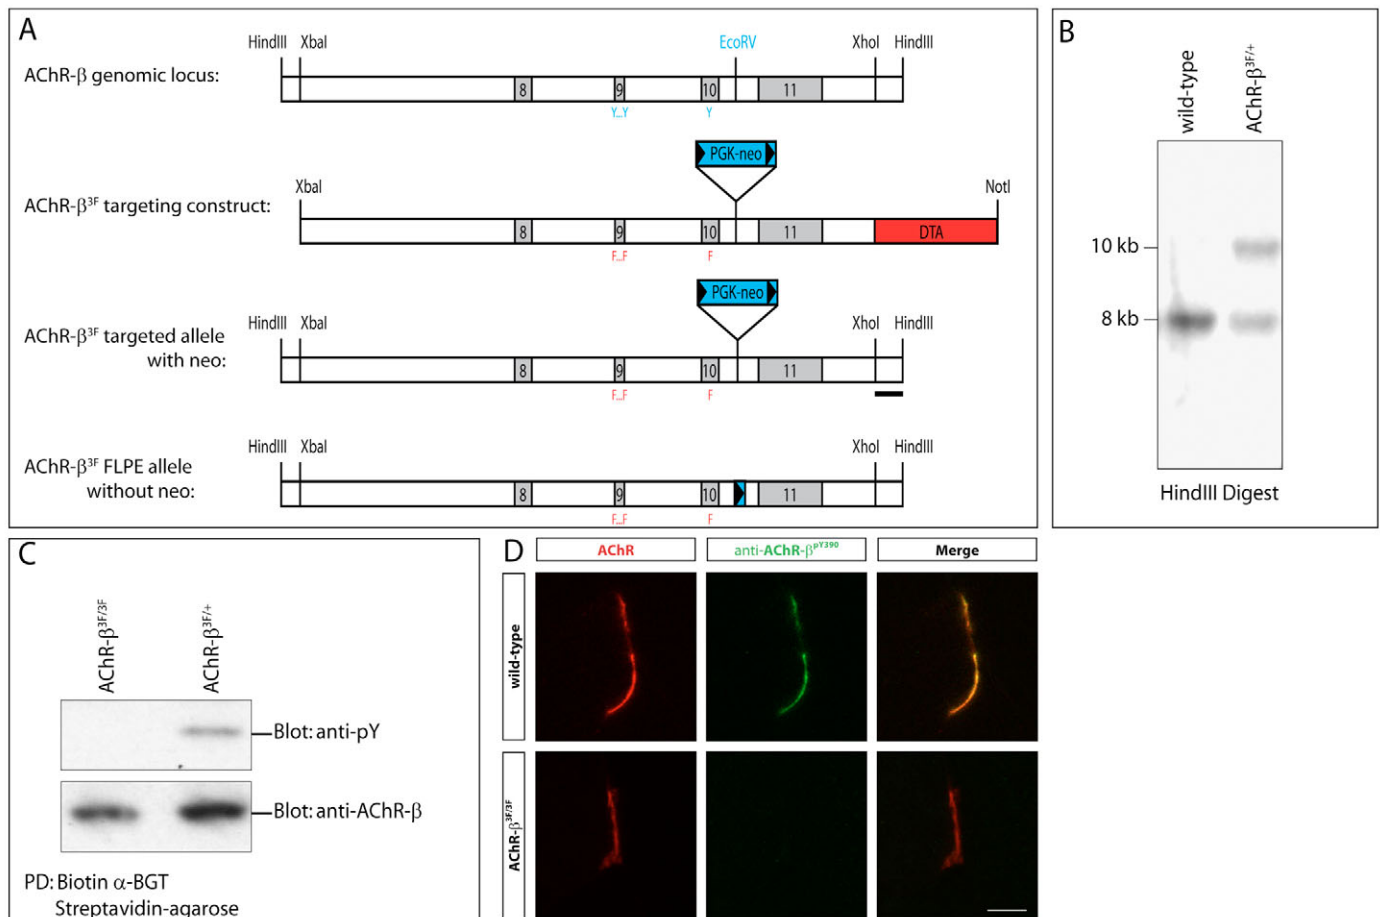 A
HindIII XbaI EcoRV XhoI HindIII
AChR-β genomic locus:
8 9 10 11
Y...Y Y
PGK-neo
XbaI NotI
AChR-β3F targeting construct:
8 9 10 11 DTA
F...F F
PGK-neo
HindIII XbaI XhoI HindIII
AChR-β3F targeted allele
with neo:
8 9 10 11
F...F F
HindIII XbaI XhoI HindIII
AChR-β3F FLPE allele
without neo:
8 9 10 11
F...F F
B
wild-type
AChR-β3F/+
10 kb
8 kb
HindIII Digest
C
AChR-β3F/3F
AChR-β3F/+
Blot: anti-pY
Blot: anti-AChR-β
PD: Biotin α-BGT
Streptavidin-agarose
D
AChR
anti-AChR-βpY390
Merge
wild-type
AChR-β3F/3F